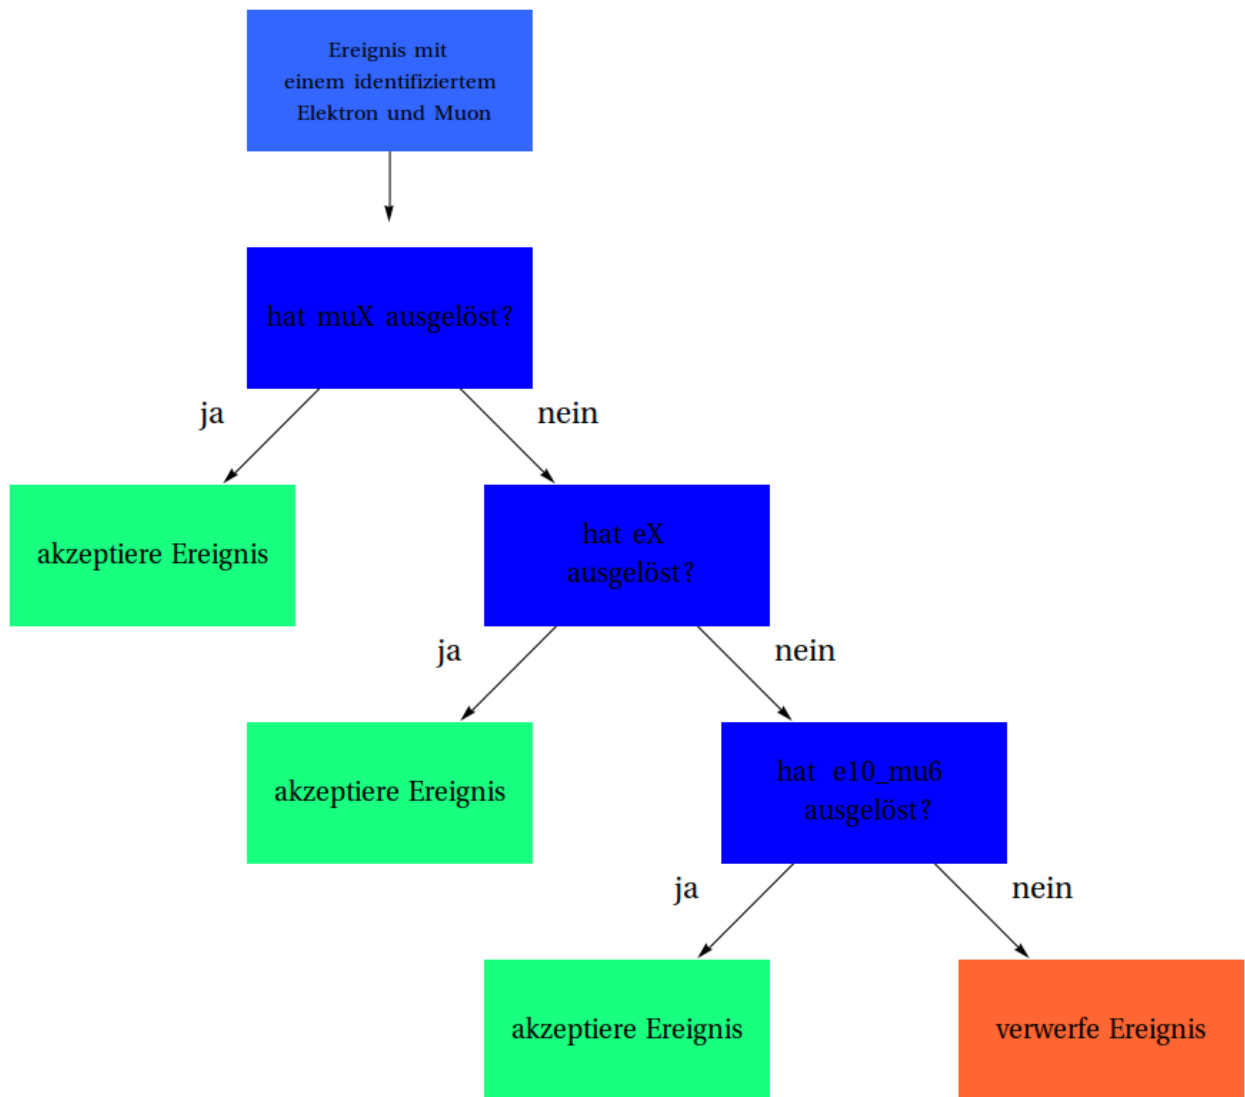 Ereignis mit
einem identifiziertem
Elektron und Muon
hat muX ausgelöst?
ja
nein
akzeptiere Ereignis
hat eX
ausgelöst?
ja
nein
akzeptiere Ereignis
hat e10_mu6
ausgelöst?
ja
nein
akzeptiere Ereignis
verwerfe Ereignis